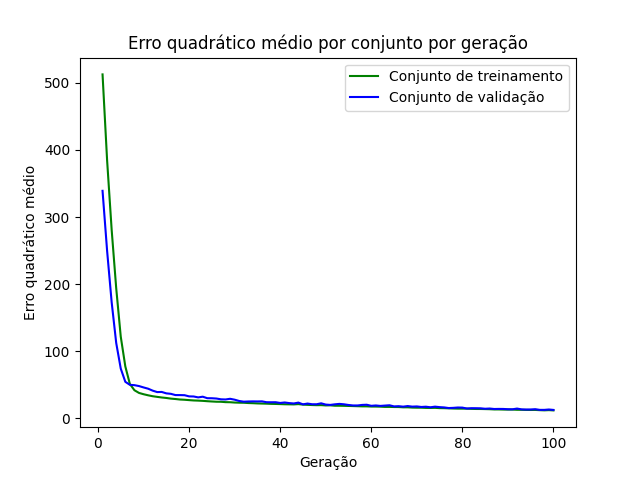 Erro quadrático médio por conjunto por geração
Conjunto de treinamento
Conjunto de validação
Erro quadrático médio
500
400
300
200
100
0
0 20 40 60 80 100
Geração